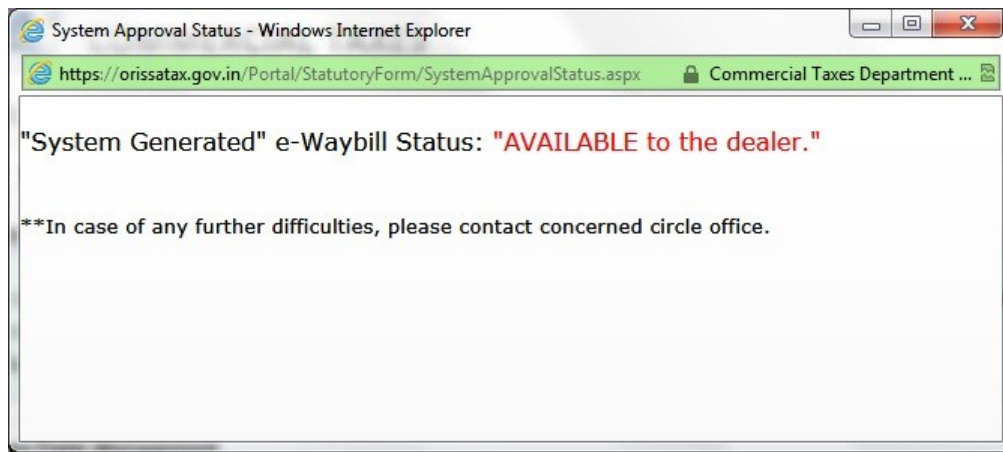 System Approval Status - Windows Internet Explorer
https://orissatax.gov.in/Portal/StatutoryForm/SystemApprovalStatus.aspx Commercial Taxes Department ...
"System Generated" e-Waybill Status: "AVAILABLE to the dealer."
**In case of any further difficulties, please contact concerned circle office.